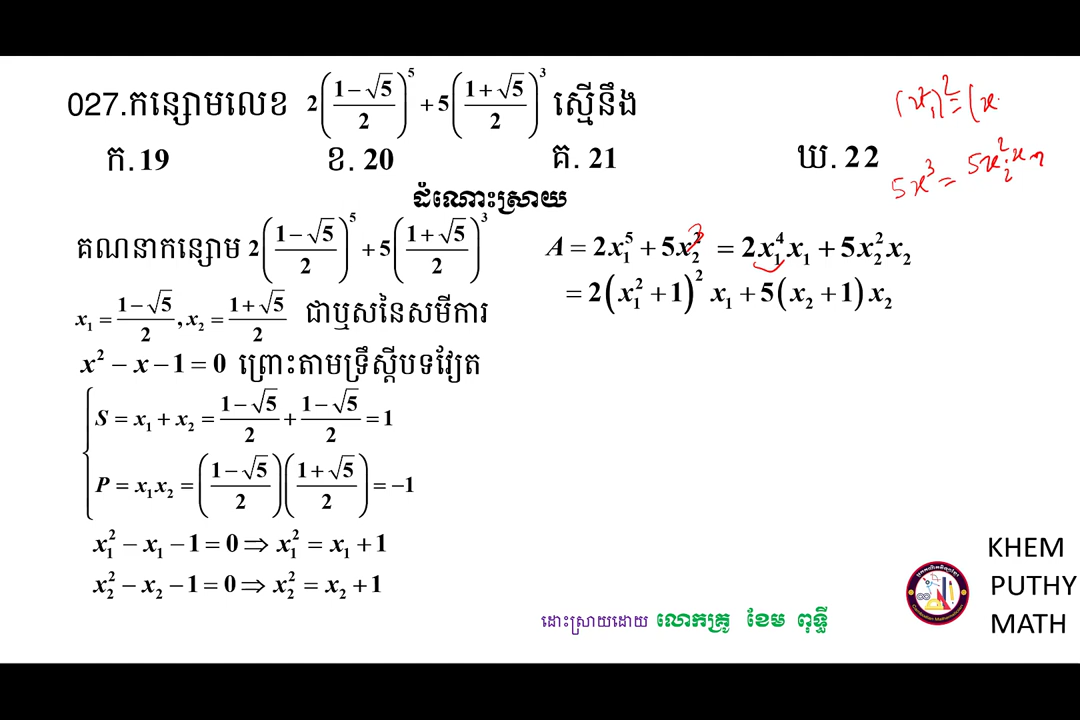 027.កន្សោមលេខ 2((1−√5)/2)⁵ + 5((1+√5)/2)³ ស្មើនឹង
ក. 19 ខ. 20 គ. 21 ឃ. 22
ដំណោះស្រាយ
គណនាកន្សោម 2((1−√5)/2)⁵ + 5((1+√5)/2)³
x₁ = (1−√5)/2 , x₂ = (1+√5)/2 ជាឬសនៃសមីការ
x² − x − 1 = 0 ព្រោះតាមទ្រឹស្តីបទវ្យែត
S = x₁ + x₂ = (1−√5)/2 + (1−√5)/2 = 1
P = x₁x₂ = ((1−√5)/2)((1+√5)/2) = −1
x₁² − x₁ − 1 = 0 ⇒ x₁² = x₁ + 1
x₂² − x₂ − 1 = 0 ⇒ x₂² = x₂ + 1
A = 2x₁⁵ + 5x₂³ = 2x₁⁴x₁ + 5x₂²x₂
= 2(x₁² + 1)² x₁ + 5(x₂ + 1)x₂
5x³ = 5x₂².x₂
KHEM
PUTHY
MATH
ដោះស្រាយដោយ លោកគ្រូ ខែម ពុទ្ធី